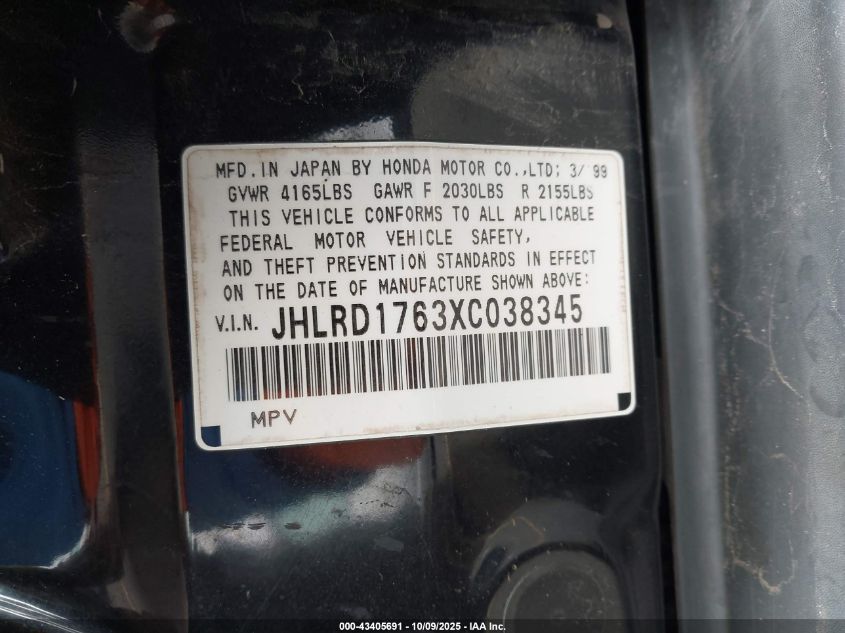 MFD. IN JAPAN BY HONDA MOTOR CO.,LTD; 3/ 99
GVWR 4165LBS GAWR F 2030LBS R 2155LBS
THIS VEHICLE CONFORMS TO ALL APPLICABLE
FEDERAL MOTOR VEHICLE SAFETY,
AND THEFT PREVENTION STANDARDS IN EFFECT
ON THE DATE OF MANUFACTURE SHOWN ABOVE:
V.I.N. JHLRD1763XC038345
MPV
000-43405691 - 10/09/2025 - IAA Inc.